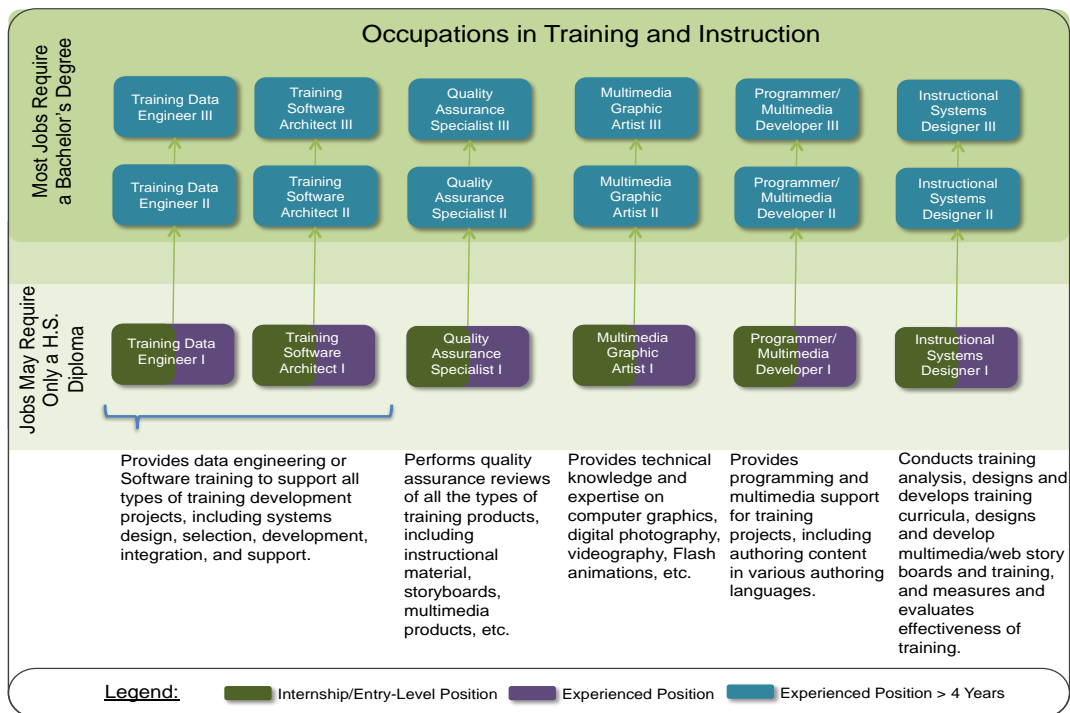 Occupations in Training and Instruction
Most Jobs Require
a Bachelor's Degree
Training Data
Engineer III
Training
Software
Architect III
Quality
Assurance
Specialist III
Multimedia
Graphic
Artist III
Programmer/
Multimedia
Developer III
Instructional
Systems
Designer III
Training Data
Engineer II
Training
Software
Architect II
Quality
Assurance
Specialist II
Multimedia
Graphic
Artist II
Programmer/
Multimedia
Developer II
Instructional
Systems
Designer II
Jobs May Require
Only a H.S.
Diploma
Training Data
Engineer I
Training
Software
Architect I
Quality
Assurance
Specialist I
Multimedia
Graphic
Artist I
Programmer/
Multimedia
Developer I
Instructional
Systems
Designer I
Provides data engineering or
Software training to support all
types of training development
projects, including systems
design, selection, development,
integration, and support.
Performs quality
assurance reviews
of all the types of
training products,
including
instructional
material,
storyboards,
multimedia
products, etc.
Provides technical
knowledge and
expertise on
computer graphics,
digital photography,
videography, Flash
animations, etc.
Provides
programming and
multimedia support
for training
projects, including
authoring content
in various authoring
languages.
Conducts training
analysis, designs and
develops training
curricula, designs
and develop
multimedia/web story
boards and training,
and measures and
evaluates
effectiveness of
training.
Legend:
Internship/Entry-Level Position
Experienced Position
Experienced Position > 4 Years